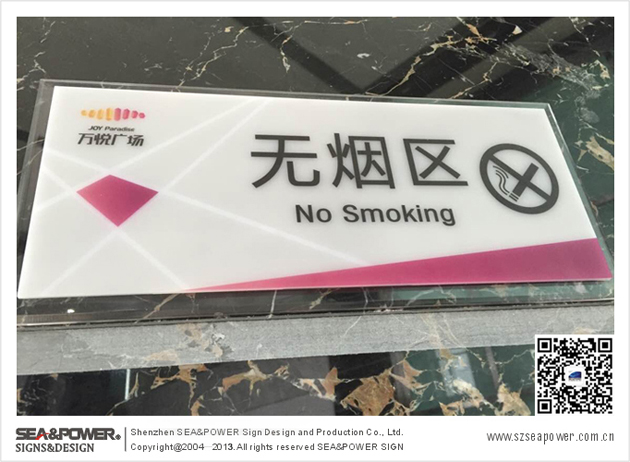 JOY Paradise
万悦广场
无烟区
No Smoking
SEA&POWER.
SIGNS&DESIGN
Shenzhen SEA&POWER Sign Design and Production Co., Ltd.
Copyright@2004—2013. All rights reserved SEA&POWER SIGN
www.szseapower.com.cn